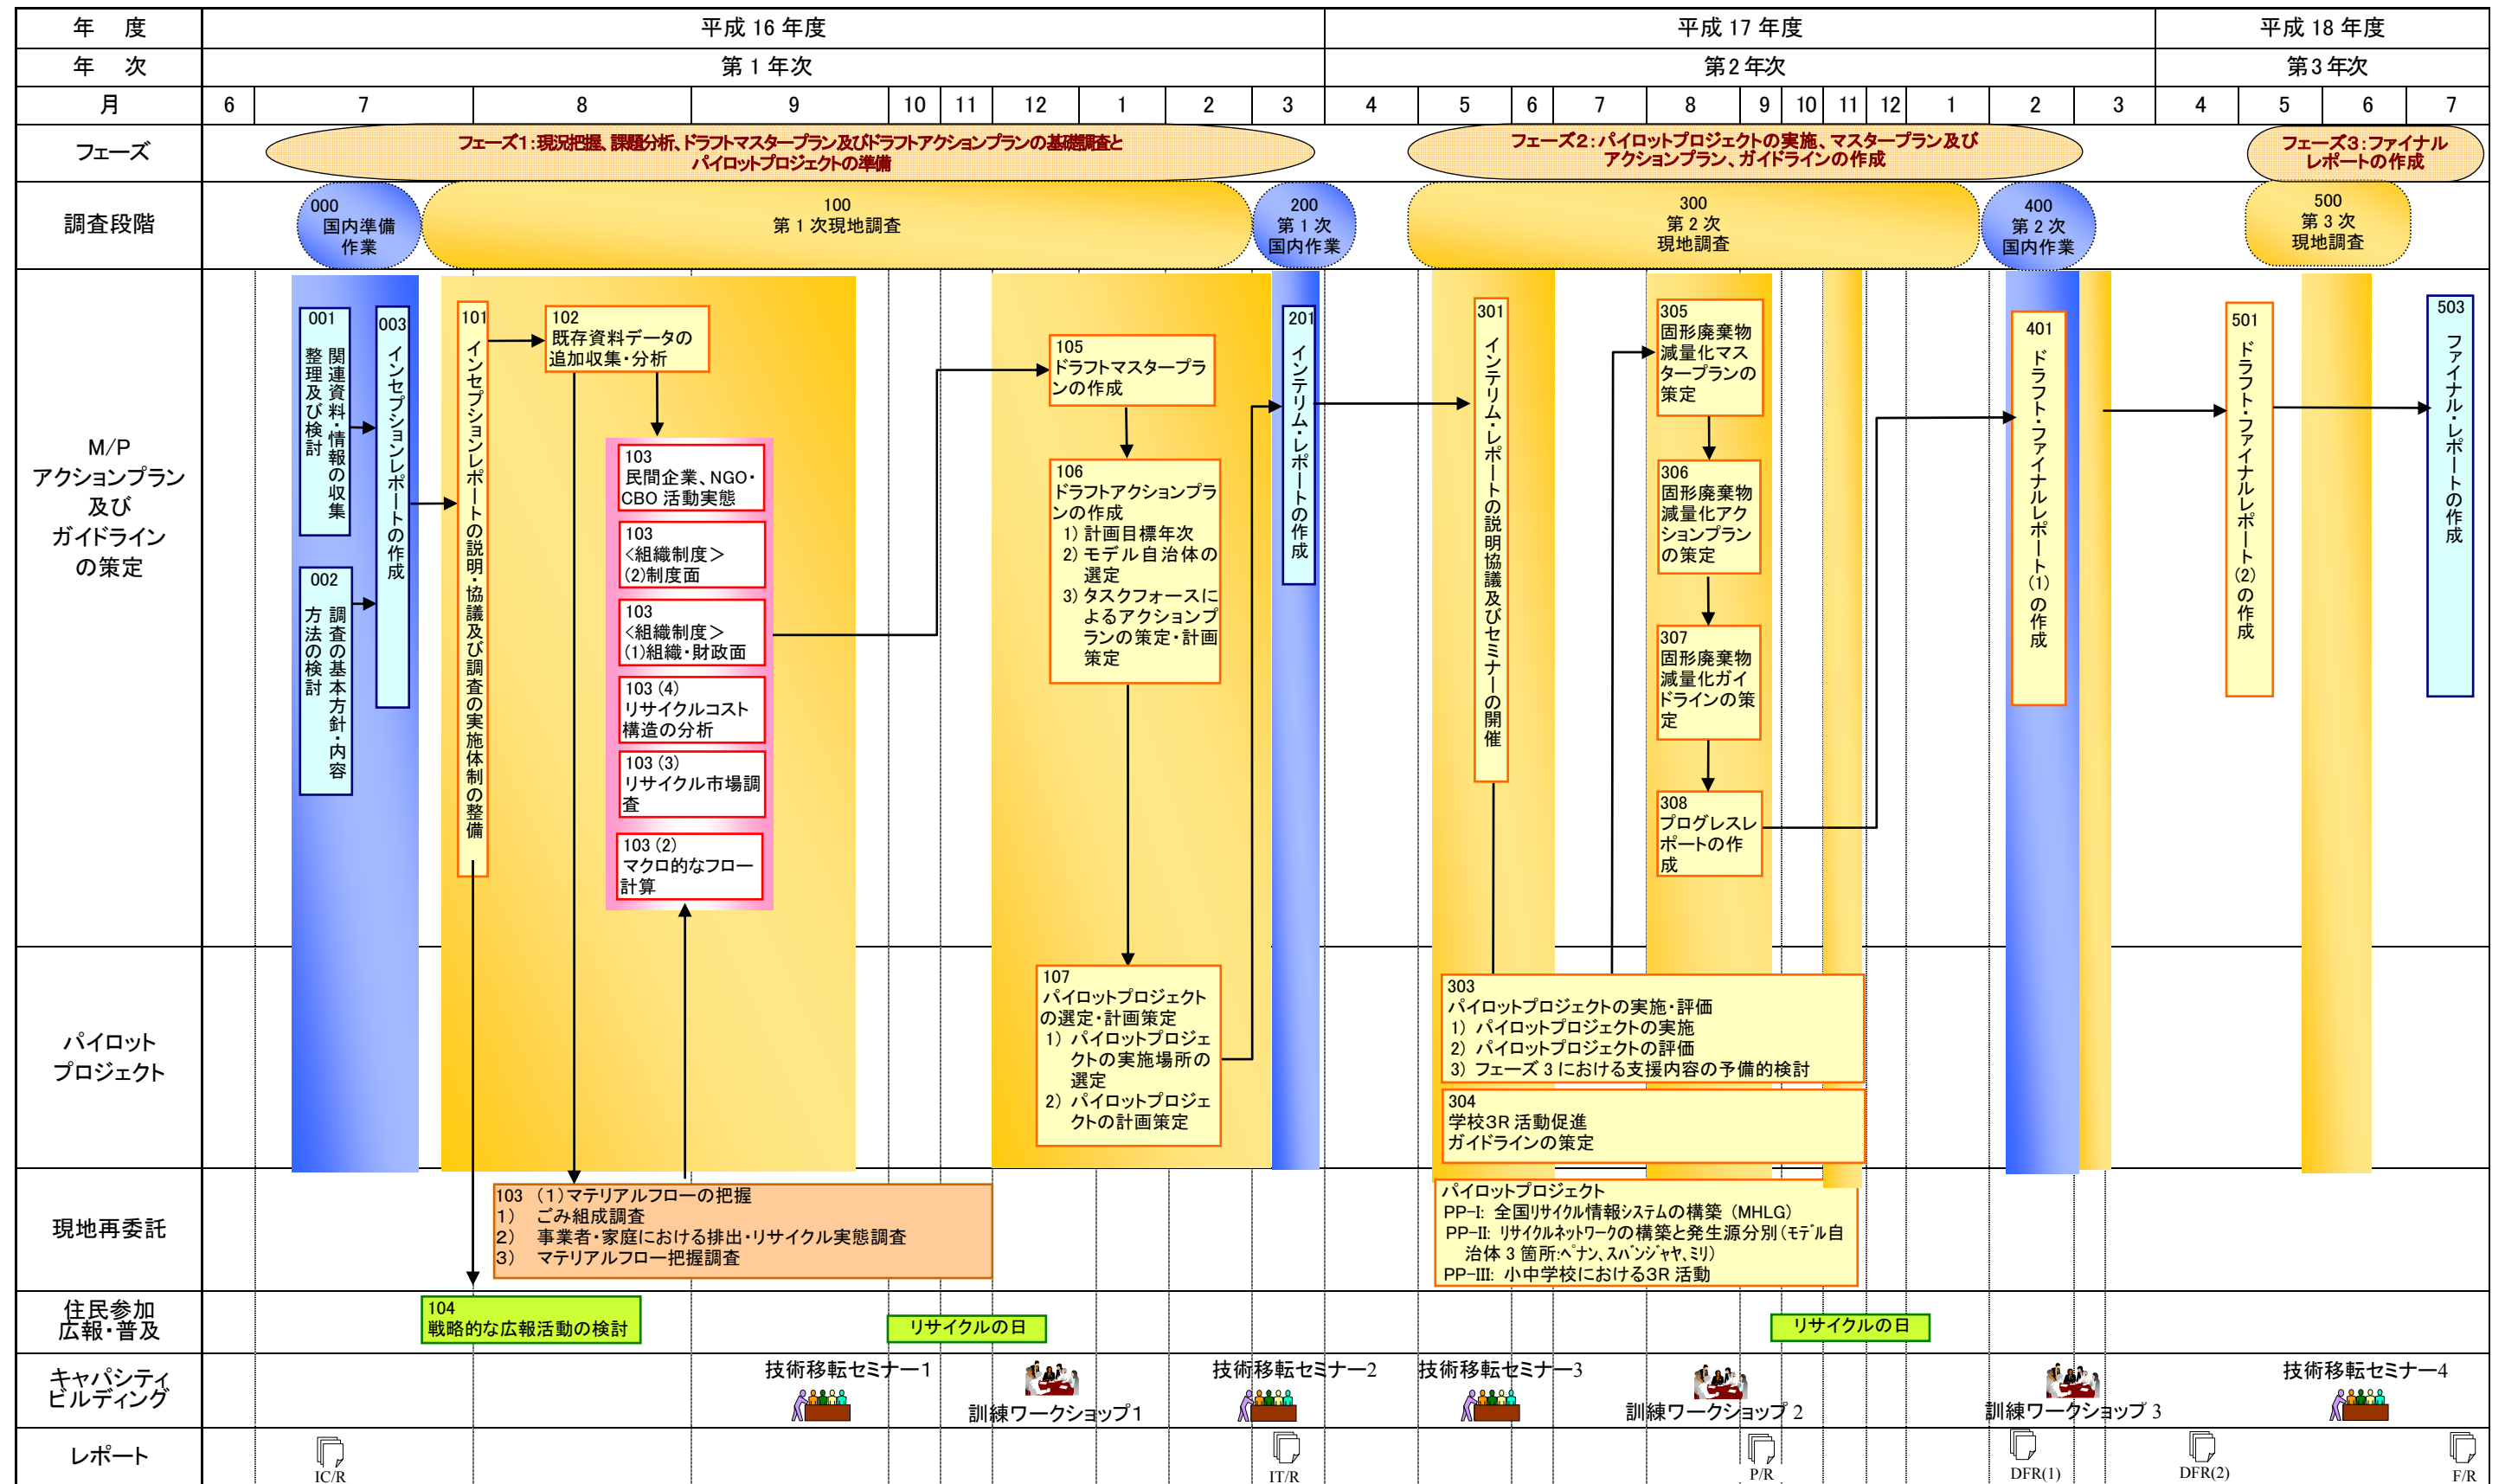 年　度
平成 16 年度
平成 17 年度
平成 18 年度
年　次
第 1 年次
第2 年次
第3 年次
月
6
7
8
9
10
11
12
1
2
3
4
5
6
7
8
9
10
11
12
1
2
3
4
5
6
7
フェーズ
フェーズ1：現況把握、課題分析、ドラフトマスタープラン及びドラフトアクションプランの基礎調査と
パイロットプロジェクトの準備
フェーズ2：パイロットプロジェクトの実施、マスタープラン及び
アクションプラン、ガイドラインの作成
フェーズ3：ファイナル
レポートの作成
調査段階
000
国内準備
作業
100
第 1 次現地調査
200
第 1 次
国内作業
300
第 2 次
現地調査
400
第 2 次
国内作業
500
第 3 次
現地調査
M/P
アクションプラン
及び
ガイドライン
の策定
001
関連資料・情報の収集
整理及び検討
002
調査の基本方針・内容
方法の検討
003
インセプションレポートの作成
101
インセプションレポートの説明・協議及び調査の実施体制の整備
102
既存資料データの
追加収集・分析
103
民間企業、NGO・
CBO 活動実態
103
＜組織制度＞
(2)制度面
103
＜組織制度＞
(1)組織・財政面
103 (4)
リサイクルコスト
構造の分析
103 (3)
リサイクル市場調
査
103 (2)
マクロ的なフロー
計算
105
ドラフトマスタープラ
ンの作成
106
ドラフトアクションプラ
ンの作成
1) 計画目標年次
2) モデル自治体の
選定
3) タスクフォースに
よるアクションプ
ランの策定・計画
策定
201
インテリム・レポートの作成
301
インテリム・レポートの説明協議及びセミナーの開催
305
固形廃棄物
減量化マス
タープランの
策定
306
固形廃棄物
減量化アク
ションプラン
の策定
307
固形廃棄物
減量化ガイ
ドラインの策
定
308
プログレスレ
ポートの作
成
401
ドラフト・ファイナルレポート(1)の作成
501
ドラフト・ファイナルレポート(2)の作成
503
ファイナル・レポートの作成
パイロット
プロジェクト
107
パイロットプロジェクト
の選定・計画策定
1) パイロットプロジェ
クトの実施場所の
選定
2) パイロットプロジェ
クトの計画策定
303
パイロットプロジェクトの実施・評価
1) パイロットプロジェクトの実施
2) パイロットプロジェクトの評価
3) フェーズ 3 における支援内容の予備的検討
304
学校3R 活動促進
ガイドラインの策定
現地再委託
103 （１）マテリアルフローの把握
１） ごみ組成調査
２） 事業者・家庭における排出・リサイクル実態調査
３） マテリアルフロー把握調査
パイロットプロジェクト
PP-I: 全国リサイクル情報システムの構築 (MHLG)
PP-II: リサイクルネットワークの構築と発生源分別（モデル自
治体 3 箇所:ペナン、スバンジャヤ、ミリ）
PP-III: 小中学校における3R 活動
住民参加
広報・普及
104
戦略的な広報活動の検討
リサイクルの日
リサイクルの日
キャパシティ
ビルディング
技術移転セミナー1
訓練ワークショップ1
技術移転セミナー2
技術移転セミナー3
訓練ワークショップ 2
訓練ワークショップ 3
技術移転セミナー4
レポート
IC/R
IT/R
P/R
DFR(1)
DFR(2)
F/R